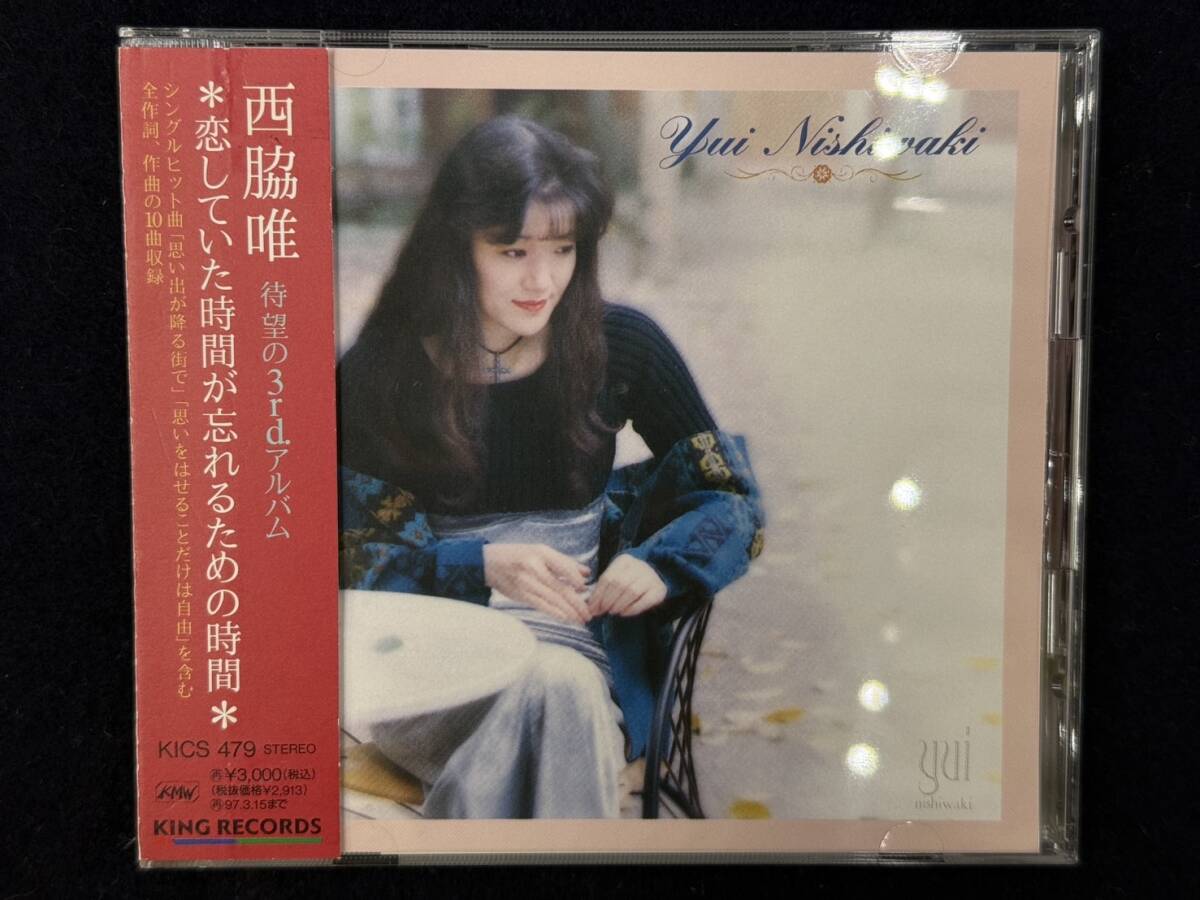 西脇唯
待望の3rd.アルバム
＊恋していた時間が忘れるための時間＊
シングルヒット曲「思い出が降る街で」「思いをはせることだけは自由」を含む
全作詞、作曲の10曲収録
KICS 479 STEREO
㋵¥3,000(税込)
(税抜価格¥2,913)
㋵97.3.15まで
KMW
KING RECORDS
Yui Nishiwaki
yui
nishiwaki